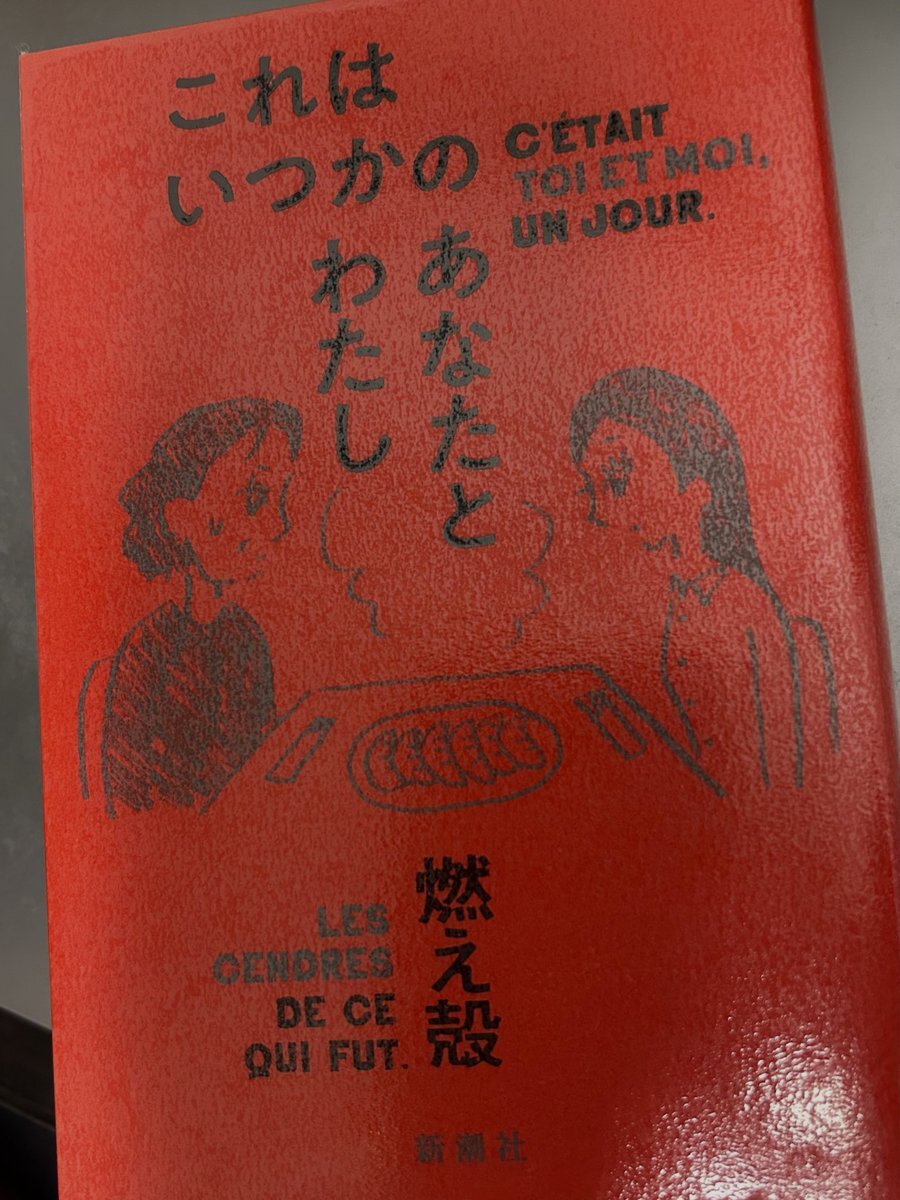 これは
いつかの
あなたと
わたし
C'ÉTAIT
TOI ET MOI,
UN JOUR.
燃え殻
LES
CENDRES
DE CE
QUI FUT.
新潮社